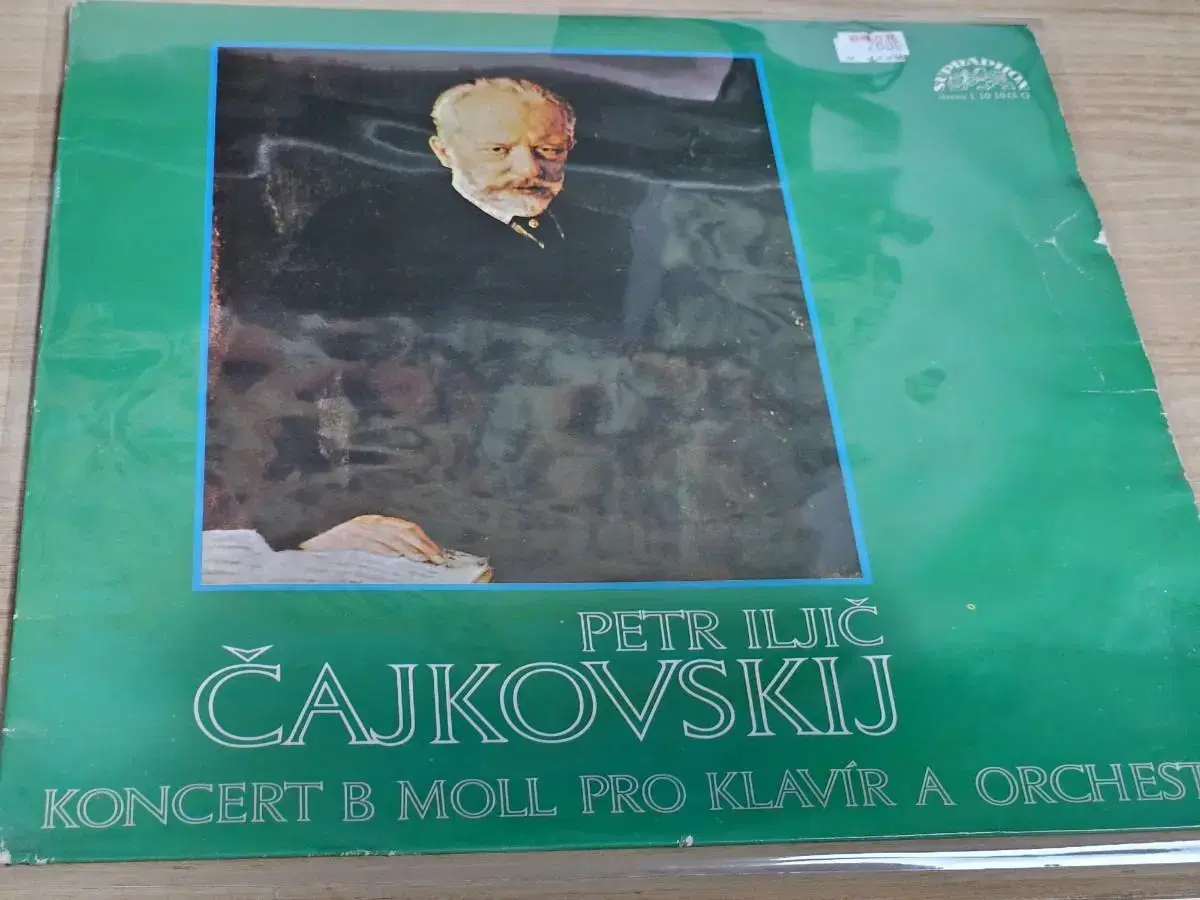 SUPRAPHON
PETR ILJIČ
ČAJKOVSKIJ
KONCERT B MOLL PRO KLAVÍR A ORCHEST